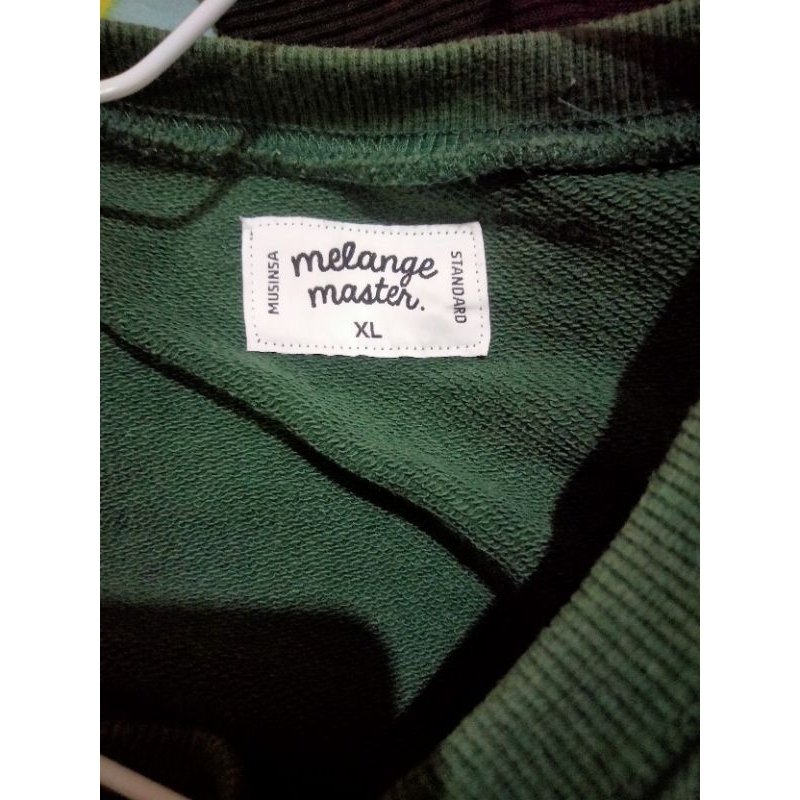 MUSINSA
melange
master.
XL
STANDARD